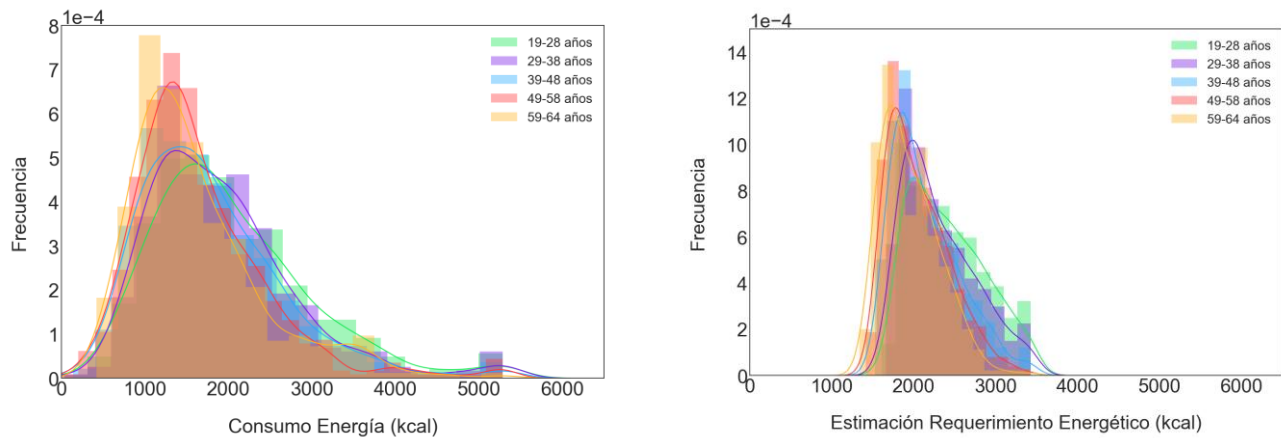 1e−4
8
7
6
5
4
3
2
1
0
Frecuencia
0 1000 2000 3000 4000 5000 6000
Consumo Energía (kcal)
19-28 años
29-38 años
39-48 años
49-58 años
59-64 años
1e−4
14
12
10
8
6
4
2
0
Frecuencia
0 1000 2000 3000 4000 5000 6000
Estimación Requerimiento Energético (kcal)
19-28 años
29-38 años
39-48 años
49-58 años
59-64 años